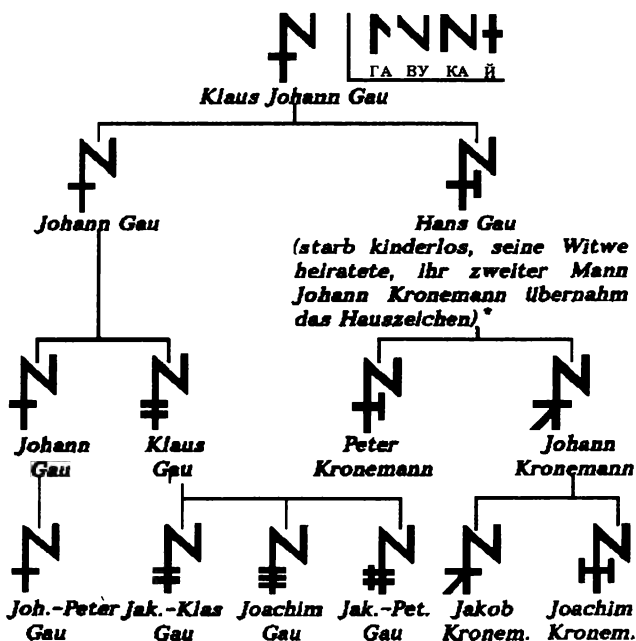 ГА ВУ КА Й
Klaus Johann Gau
Johann Gau
Hans Gau
(starb kinderlos, seine Witwe
heiratete, ihr zweiter Mann
Johann Kronemann übernahm
das Hauszeichen)*
Johann
Gau
Klaus
Gau
Peter
Kronemann
Johann
Kronemann
Joh.-Peter
Gau
Jak.-Klas
Gau
Joachim
Gau
Jak.-Pet.
Gau
Jakob
Kronem.
Joachim
Kronem.